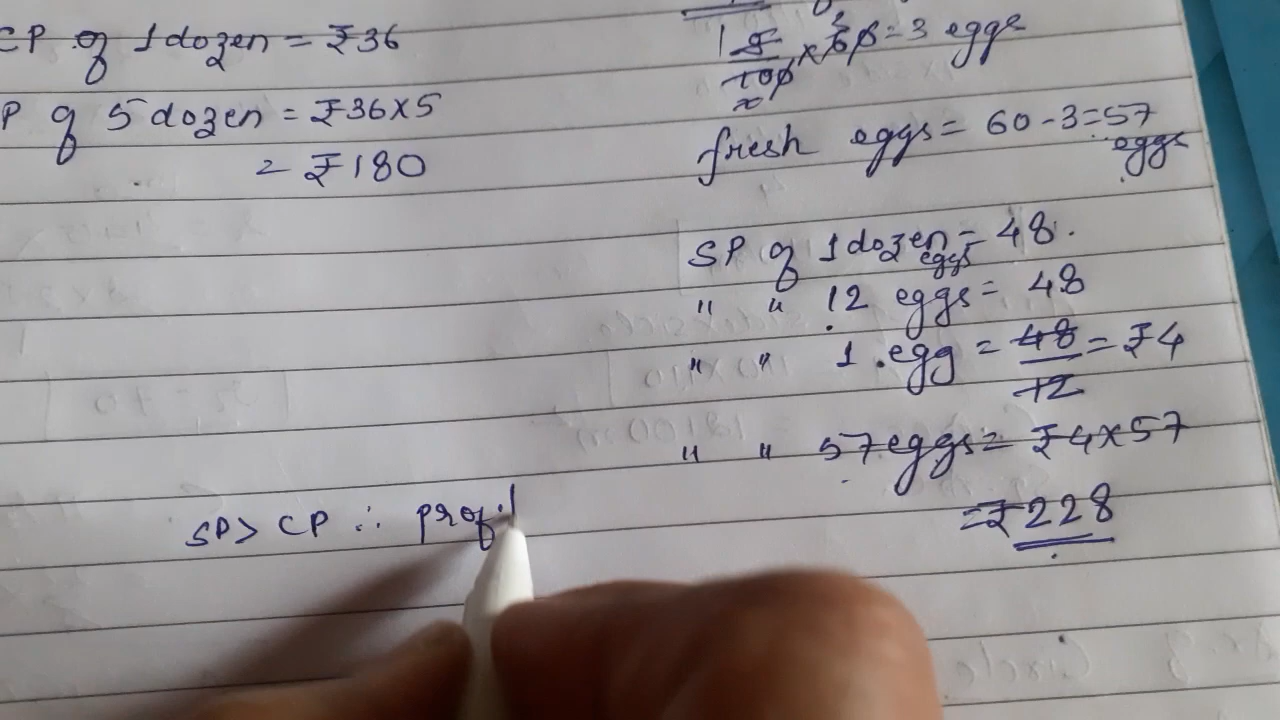 CP of 1 dozen = ₹36
P of 5 dozen = ₹36×5
= ₹180
5/100 × 60 = 3 eggs
fresh eggs = 60 - 3 = 57 eggs
SP of 1 dozen eggs = 48.
" " 12 eggs = 48
" " 1 egg = 48/12 = ₹4
" " 57 eggs = ₹4×57
= ₹228
SP > CP ∴ profit